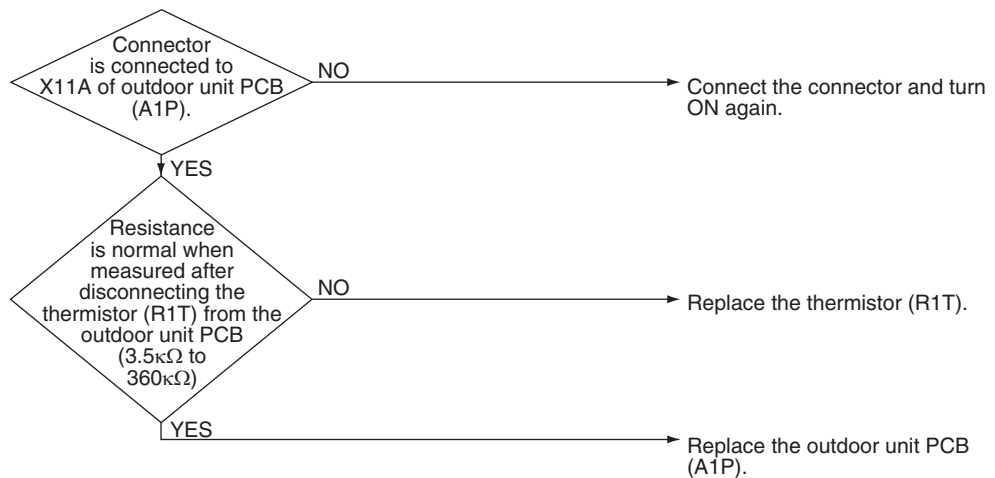 Connector
is connected to
X11A of outdoor unit PCB
(A1P).
NO
Connect the connector and turn
ON again.
YES
Resistance
is normal when
measured after
disconnecting the
thermistor (R1T) from the
outdoor unit PCB
(3.5κΩ to
360κΩ)
NO
Replace the thermistor (R1T).
YES
Replace the outdoor unit PCB
(A1P).